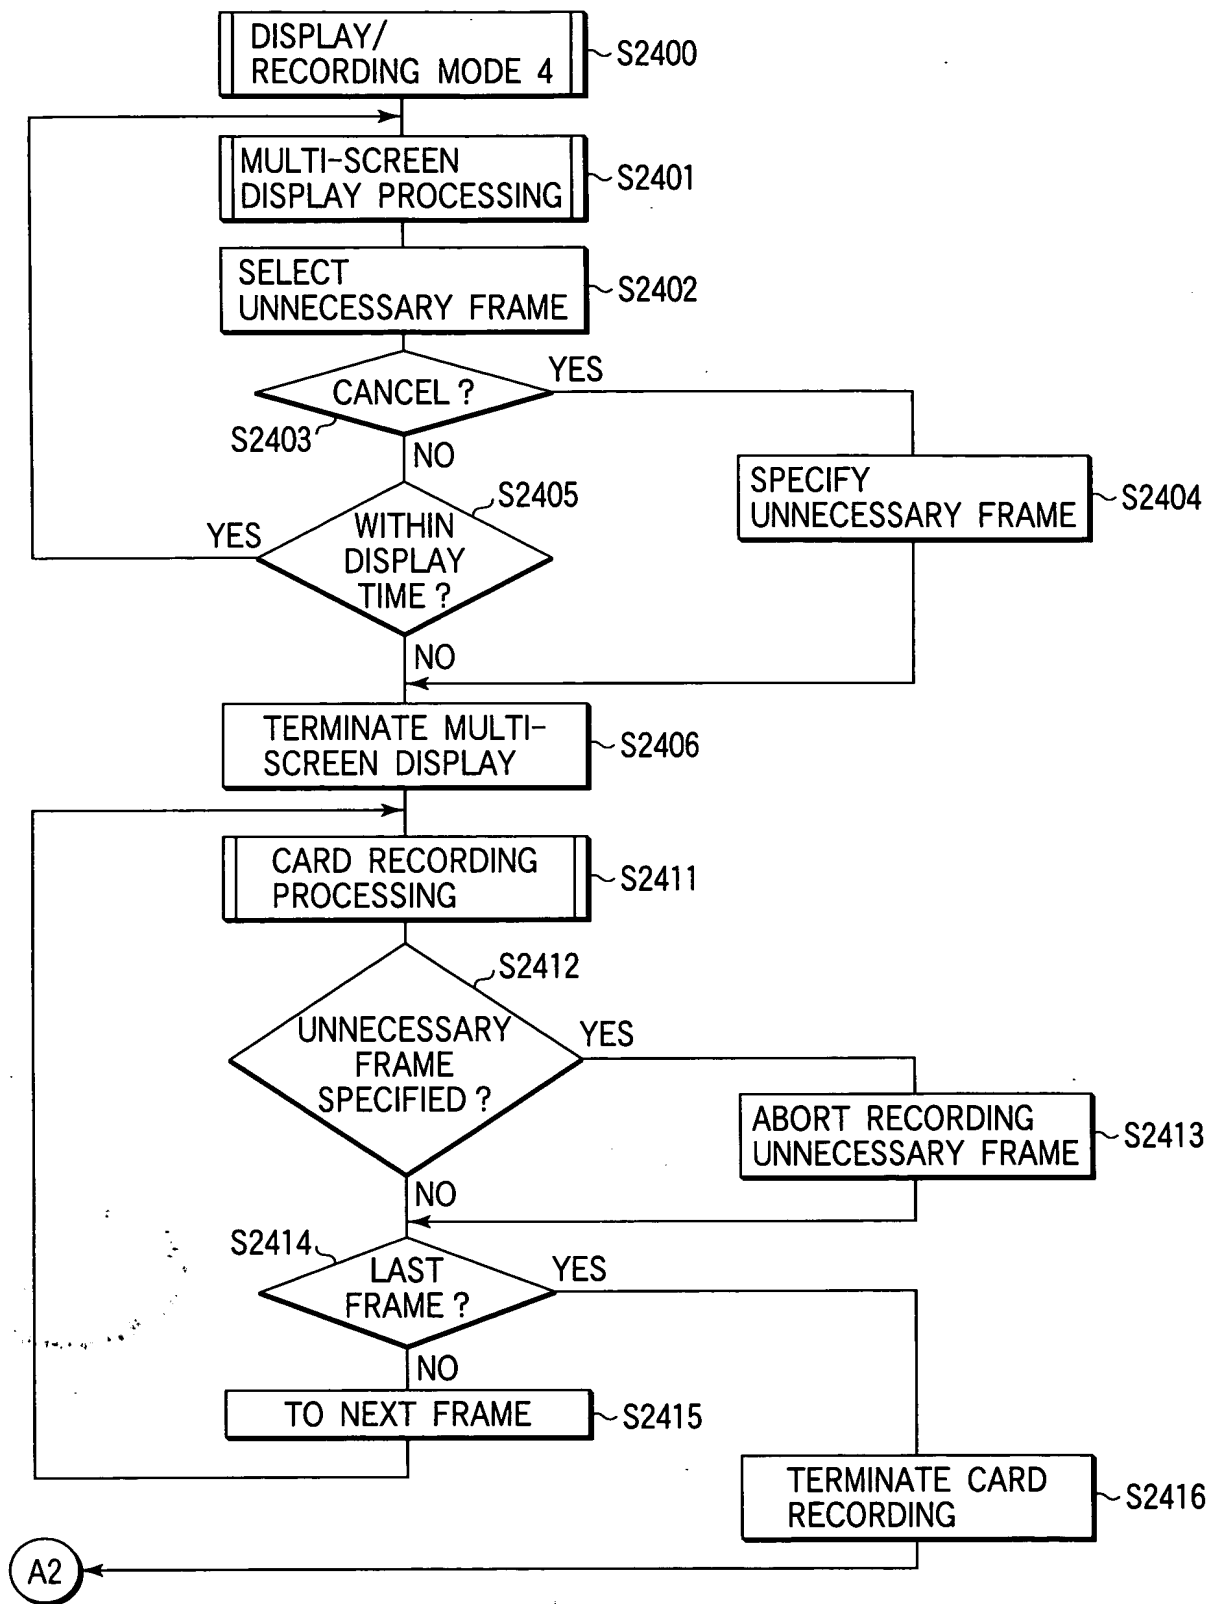 DISPLAY/
RECORDING MODE 4
S2400
MULTI-SCREEN
DISPLAY PROCESSING
S2401
SELECT
UNNECESSARY FRAME
S2402
CANCEL ?
YES
S2403
NO
SPECIFY
UNNECESSARY FRAME
S2404
S2405
YES
WITHIN
DISPLAY
TIME ?
NO
TERMINATE MULTI-
SCREEN DISPLAY
S2406
CARD RECORDING
PROCESSING
S2411
S2412
UNNECESSARY
FRAME
SPECIFIED ?
YES
ABORT RECORDING
UNNECESSARY FRAME
S2413
NO
S2414
LAST
FRAME ?
YES
NO
TO NEXT FRAME
S2415
TERMINATE CARD
RECORDING
S2416
A2